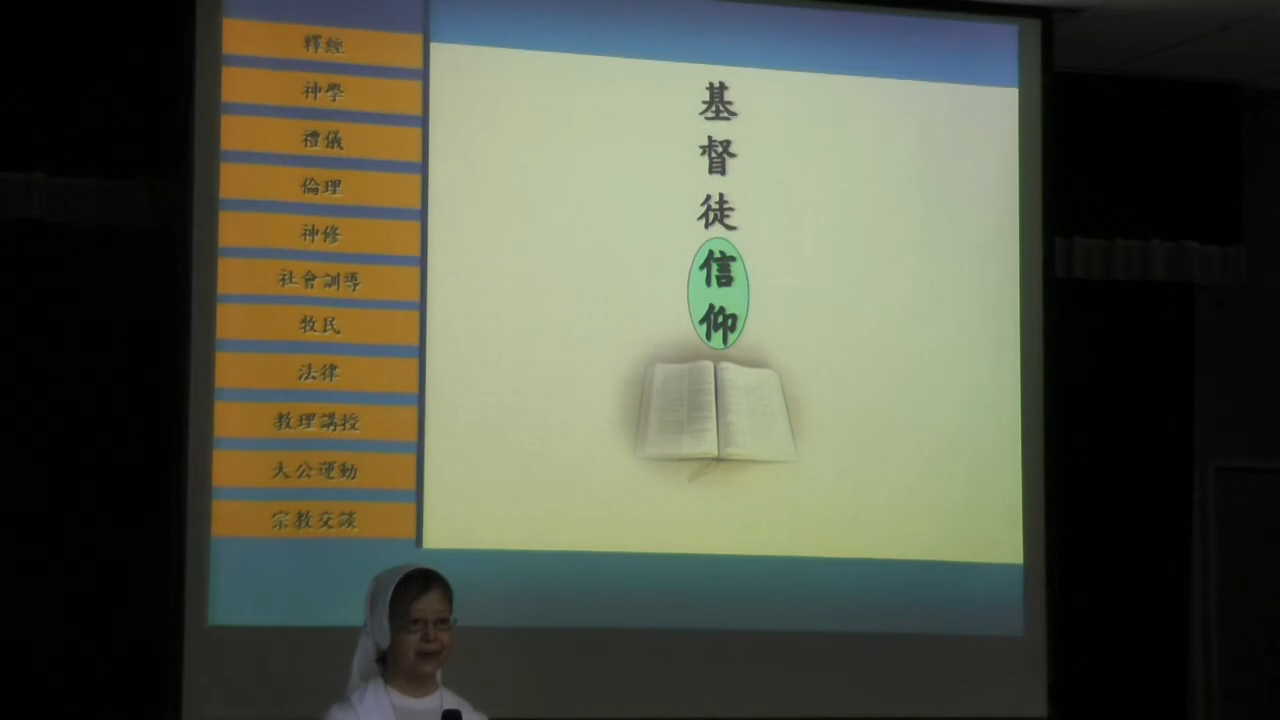 釋經
神學
禮儀
倫理
神修
社會訓導
牧民
法律
教理講授
大公運動
宗教交談
基督徒信仰